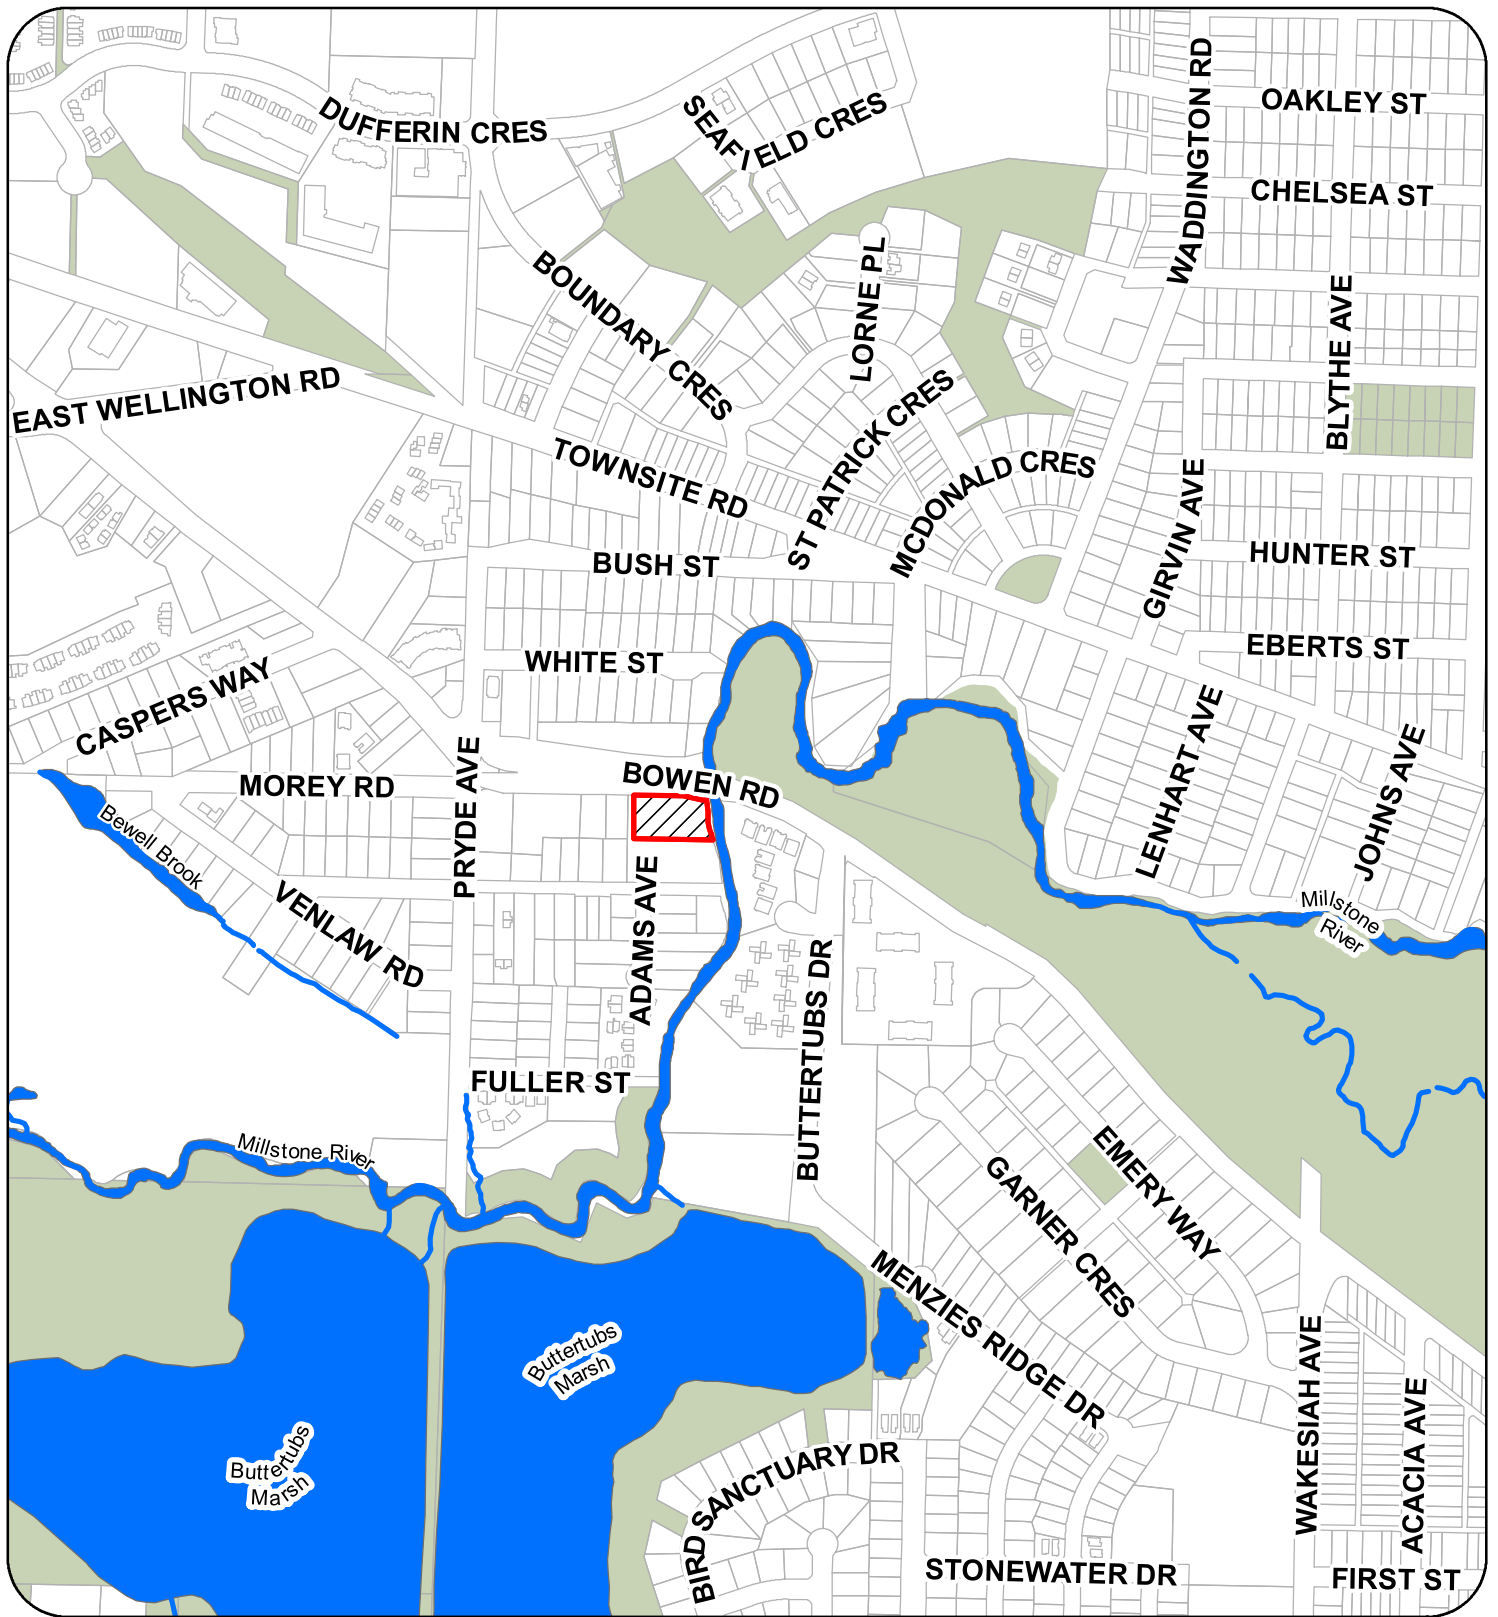 OAKLEY ST
DUFFERIN CRES
SEAFIELD CRES
WADDINGTON RD
CHELSEA ST
BOUNDARY CRES
LORNE PL
BLYTHE AVE
EAST WELLINGTON RD
ST PATRICK CRES
TOWNSITE RD
MCDONALD CRES
GIRVIN AVE
BUSH ST
HUNTER ST
WHITE ST
EBERTS ST
CASPERS WAY
LENHART AVE
JOHNS AVE
BOWEN RD
MOREY RD
PRYDE AVE
Bewell Brook
VENLAW RD
ADAMS AVE
Millstone
River
BUTTERTUBS DR
FULLER ST
Millstone River
EMERY WAY
GARNER CRES
MENZIES RIDGE DR
Buttertubs
Marsh
WAKESIAH AVE
ACACIA AVE
Buttertubs
Marsh
BIRD SANCTUARY DR
STONEWATER DR
FIRST ST